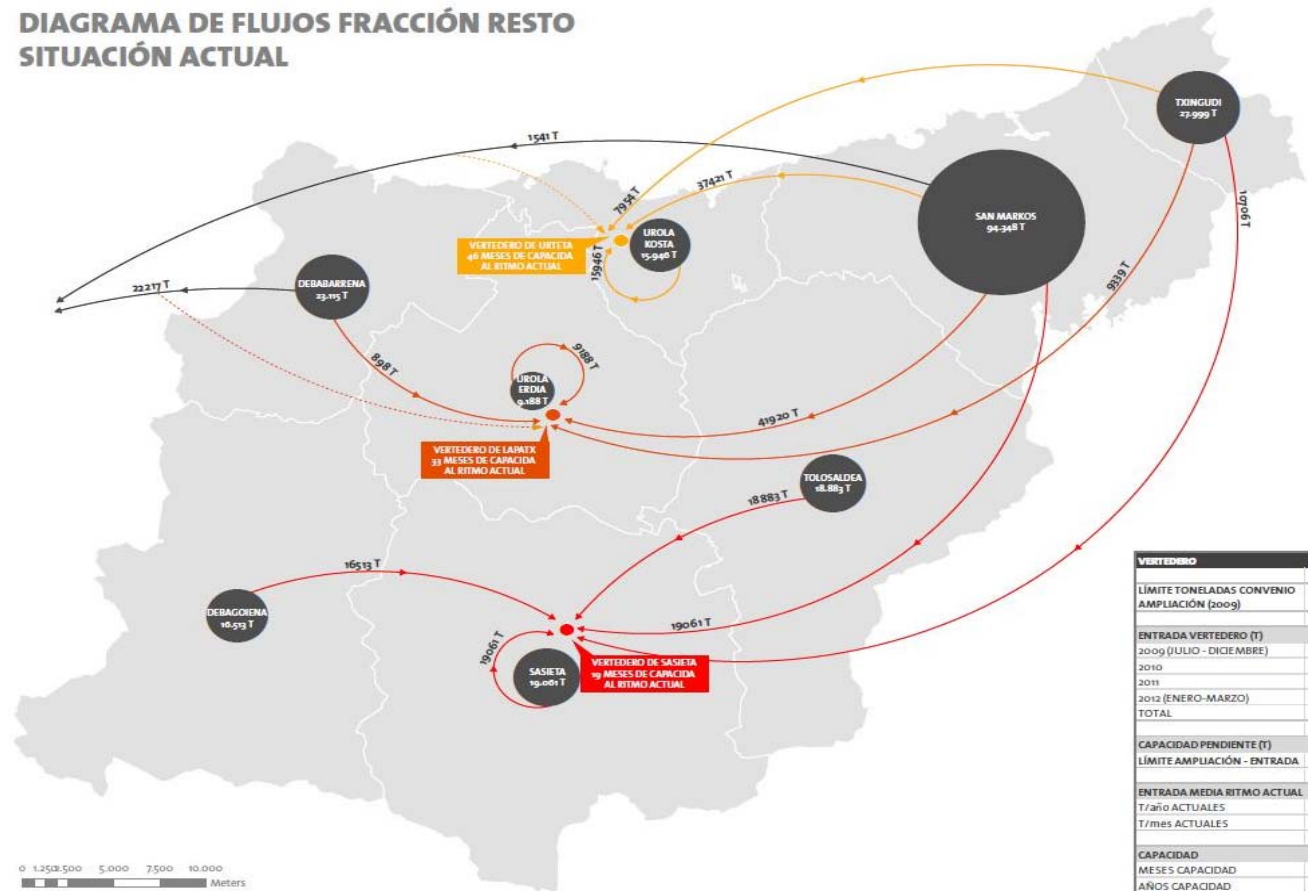 DIAGRAMA DE FLUJOS FRACCIÓN RESTO
SITUACIÓN ACTUAL
TXINGUDI
27.999 T
1541 T
37421 T
7954 T
SAN MARKOS
94.348 T
10706 T
VERTEDERO DE URTETA
46 MESES DE CAPACIDA
AL RITMO ACTUAL
UROLA
KOSTA
15.946 T
15946 T
22217 T
DEBABARRENA
23.115 T
9339 T
898 T
9188 T
UROLA
ERDIA
9.188 T
41920 T
VERTEDERO DE LAPATX
33 MESES DE CAPACIDA
AL RITMO ACTUAL
TOLOSALDEA
18.883 T
18883 T
16513 T
DEBAGOIENA
16.513 T
19061 T
19061 T
SASIETA
19.061 T
VERTEDERO DE SASIETA
19 MESES DE CAPACIDA
AL RITMO ACTUAL
VERTEDERO
LÍMITE TONELADAS CONVENIO
AMPLIACIÓN (2009)
ENTRADA VERTEDERO (T)
2009 (JULIO - DICIEMBRE)
2010
2011
2012 (ENERO-MARZO)
TOTAL
CAPACIDAD PENDIENTE (T)
LÍMITE AMPLIACIÓN - ENTRADA
ENTRADA MEDIA RITMO ACTUAL
T/año ACTUALES
T/mes ACTUALES
CAPACIDAD
MESES CAPACIDAD
AÑOS CAPACIDAD
0 1.250 2.500 5.000 7.500 10.000
Meters